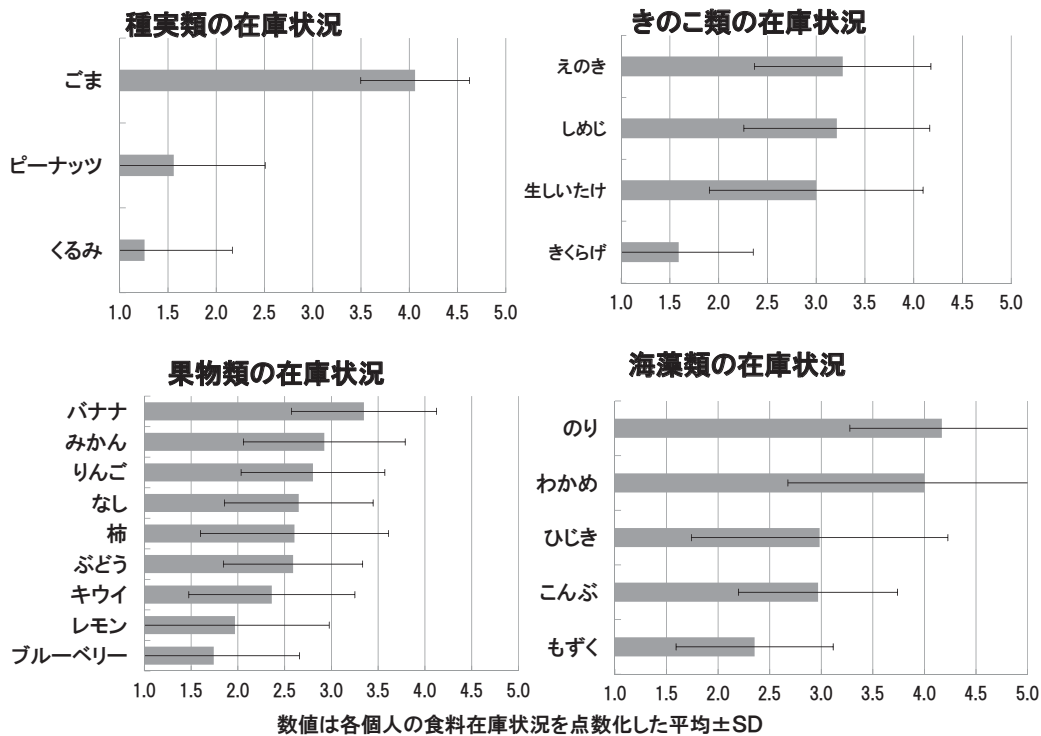 種実類の在庫状況
ごま
ピーナッツ
くるみ
1.0 1.5 2.0 2.5 3.0 3.5 4.0 4.5 5.0
きのこ類の在庫状況
えのき
しめじ
生しいたけ
きくらげ
1.0 1.5 2.0 2.5 3.0 3.5 4.0 4.5 5.0
果物類の在庫状況
バナナ
みかん
りんご
なし
柿
ぶどう
キウイ
レモン
ブルーベリー
1.0 1.5 2.0 2.5 3.0 3.5 4.0 4.5 5.0
海藻類の在庫状況
のり
わかめ
ひじき
こんぶ
もずく
1.0 1.5 2.0 2.5 3.0 3.5 4.0 4.5 5.0
数値は各個人の食料在庫状況を点数化した平均±SD